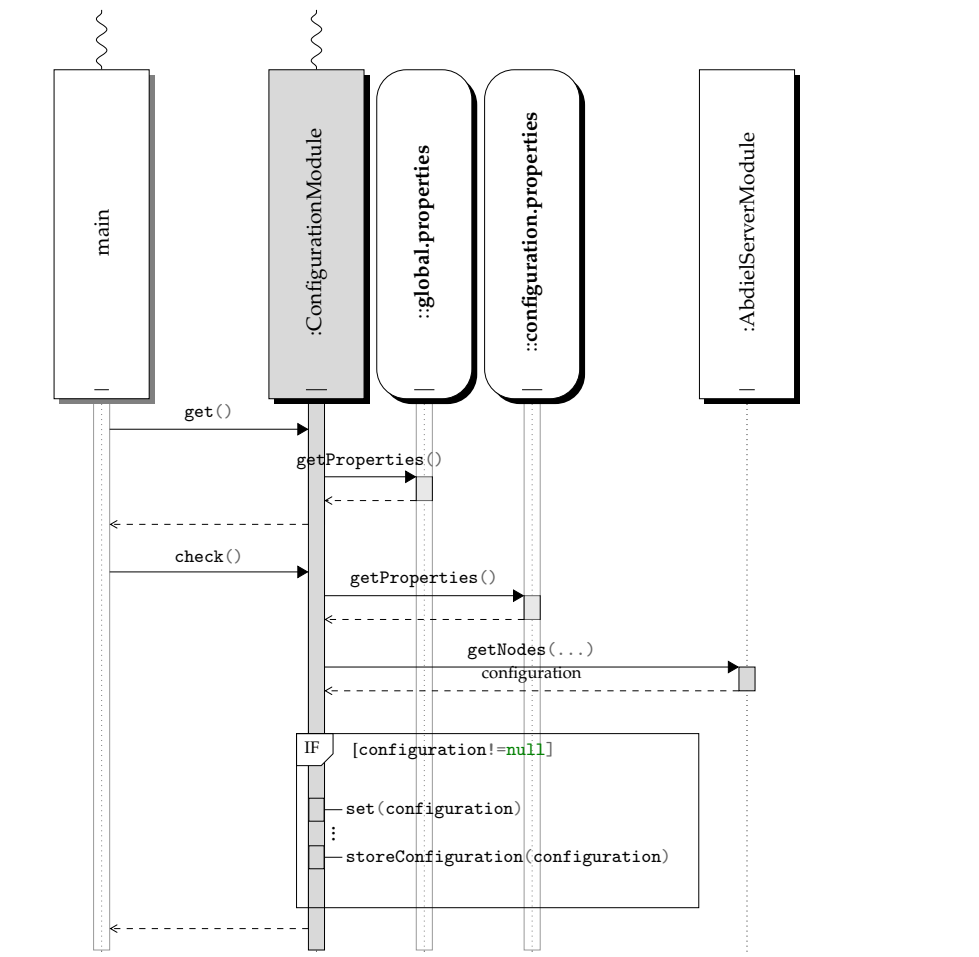 main
:ConfigurationModule
::global.properties
::configuration.properties
:AbdielServerModule
get()
getProperties()
check()
getProperties()
getNodes(...)
configuration
IF
[configuration!=null]
set(configuration)
⋮
storeConfiguration(configuration)